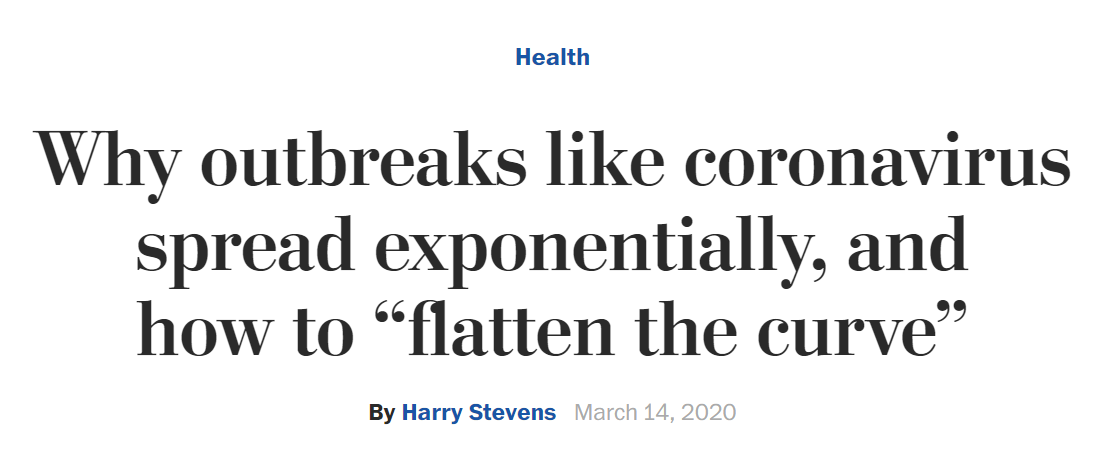 Health
Why outbreaks like coronavirus
spread exponentially, and
how to “flatten the curve”
By Harry Stevens March 14, 2020